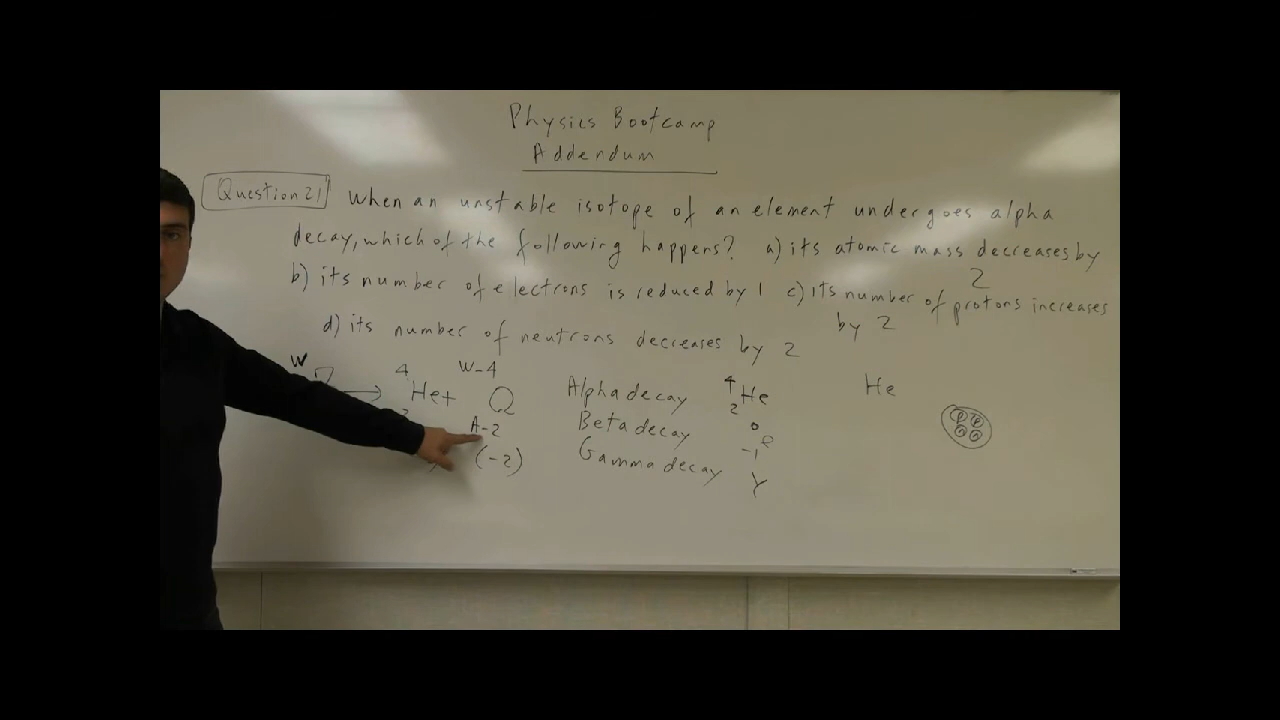 Physics Bootcamp
Addendum
Question 21 When an unstable isotope of an element undergoes alpha
decay, which of the following happens? a) its atomic mass decreases by 2
b) its number of electrons is reduced by 1 c) its number of protons increases by 2
d) its number of neutrons decreases by 2
W Z → 4 2 He + W-4 A-2 Q
(-2)
Alpha decay 4 2 He
Beta decay 0 -1 e
Gamma decay γ
He
p p
n n